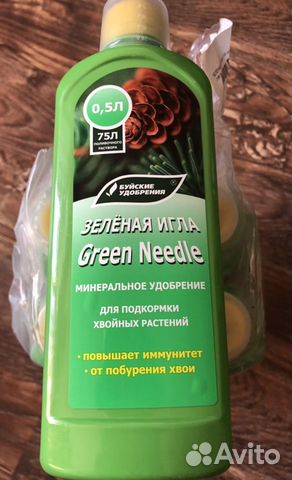 0,5Л
75Л
ПОЛИВОЧНОГО
РАСТВОРА
БУЙСКИЕ
УДОБРЕНИЯ ®
ЗЕЛЁНАЯ ИГЛА
Green Needle
МИНЕРАЛЬНОЕ УДОБРЕНИЕ
ДЛЯ ПОДКОРМКИ
ХВОЙНЫХ РАСТЕНИЙ
• повышает иммунитет
• от побурения хвои
Avito